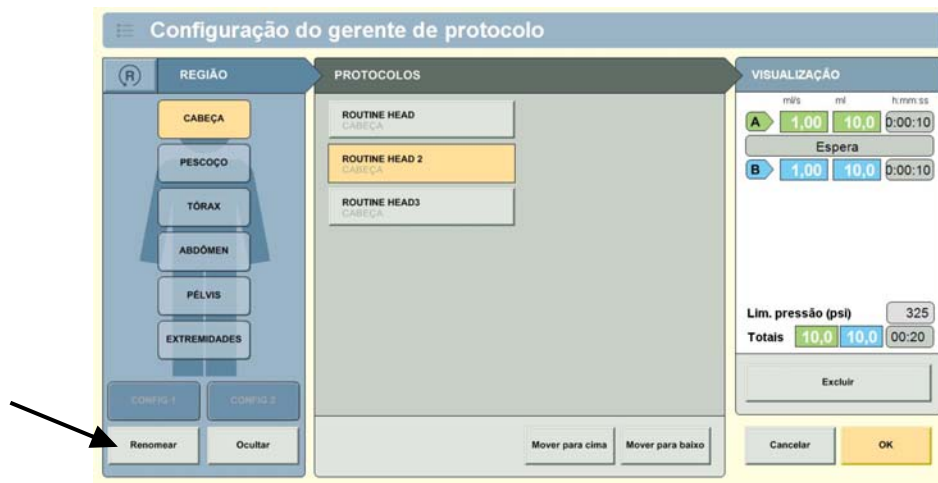 Configuração do gerente de protocolo
R
REGIÃO
PROTOCOLOS
VISUALIZAÇÃO
CABEÇA
PESCOÇO
TÓRAX
ABDÔMEN
PÉLVIS
EXTREMIDADES
CONFIG 1
CONFIG 2
Renomear
Ocultar
ROUTINE HEAD
CABEÇA
ROUTINE HEAD 2
CABEÇA
ROUTINE HEAD3
CABEÇA
Mover para cima
Mover para baixo
ml/s ml h:mm:ss
A 1,00 10,0 0:00:10
Espera
B 1,00 10,0 0:00:10
Lim. pressão (psi) 325
Totais 10,0 10,0 00:20
Excluir
Cancelar
OK